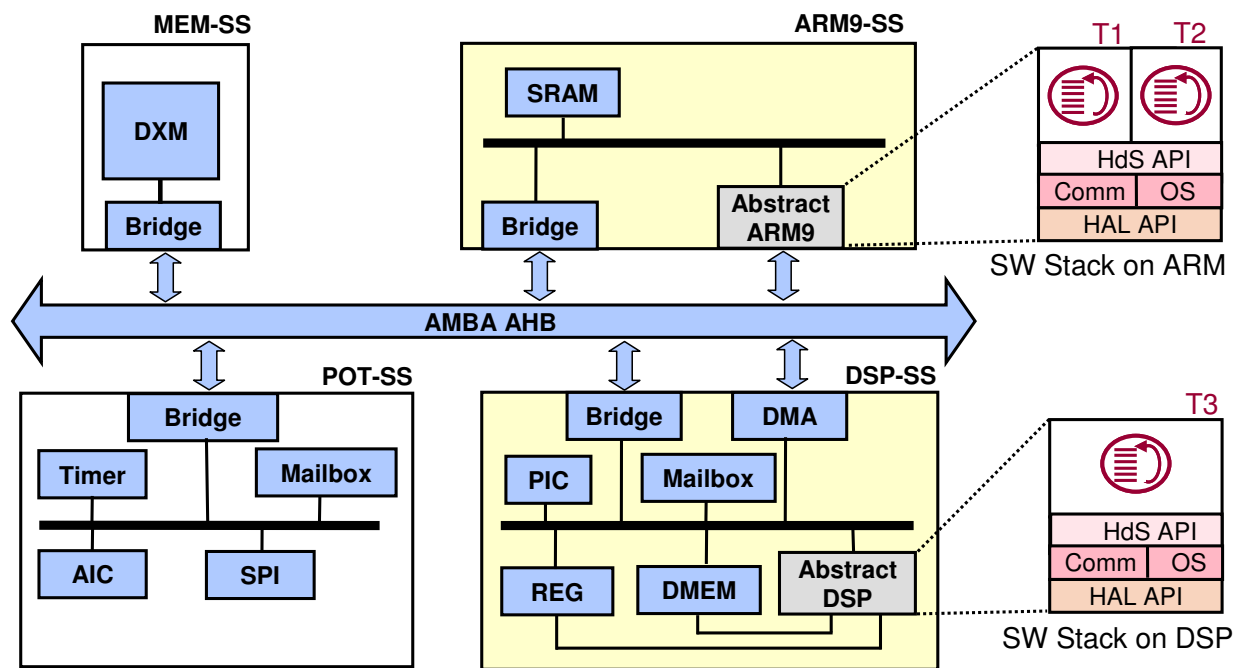 MEM-SS
ARM9-SS
T1 T2
DXM
SRAM
Bridge
Bridge
Abstract
ARM9
HdS API
Comm OS
HAL API
SW Stack on ARM
AMBA AHB
POT-SS
DSP-SS
T3
Bridge
Timer
Mailbox
AIC
SPI
Bridge
DMA
PIC
Mailbox
REG
DMEM
Abstract
DSP
HdS API
Comm OS
HAL API
SW Stack on DSP